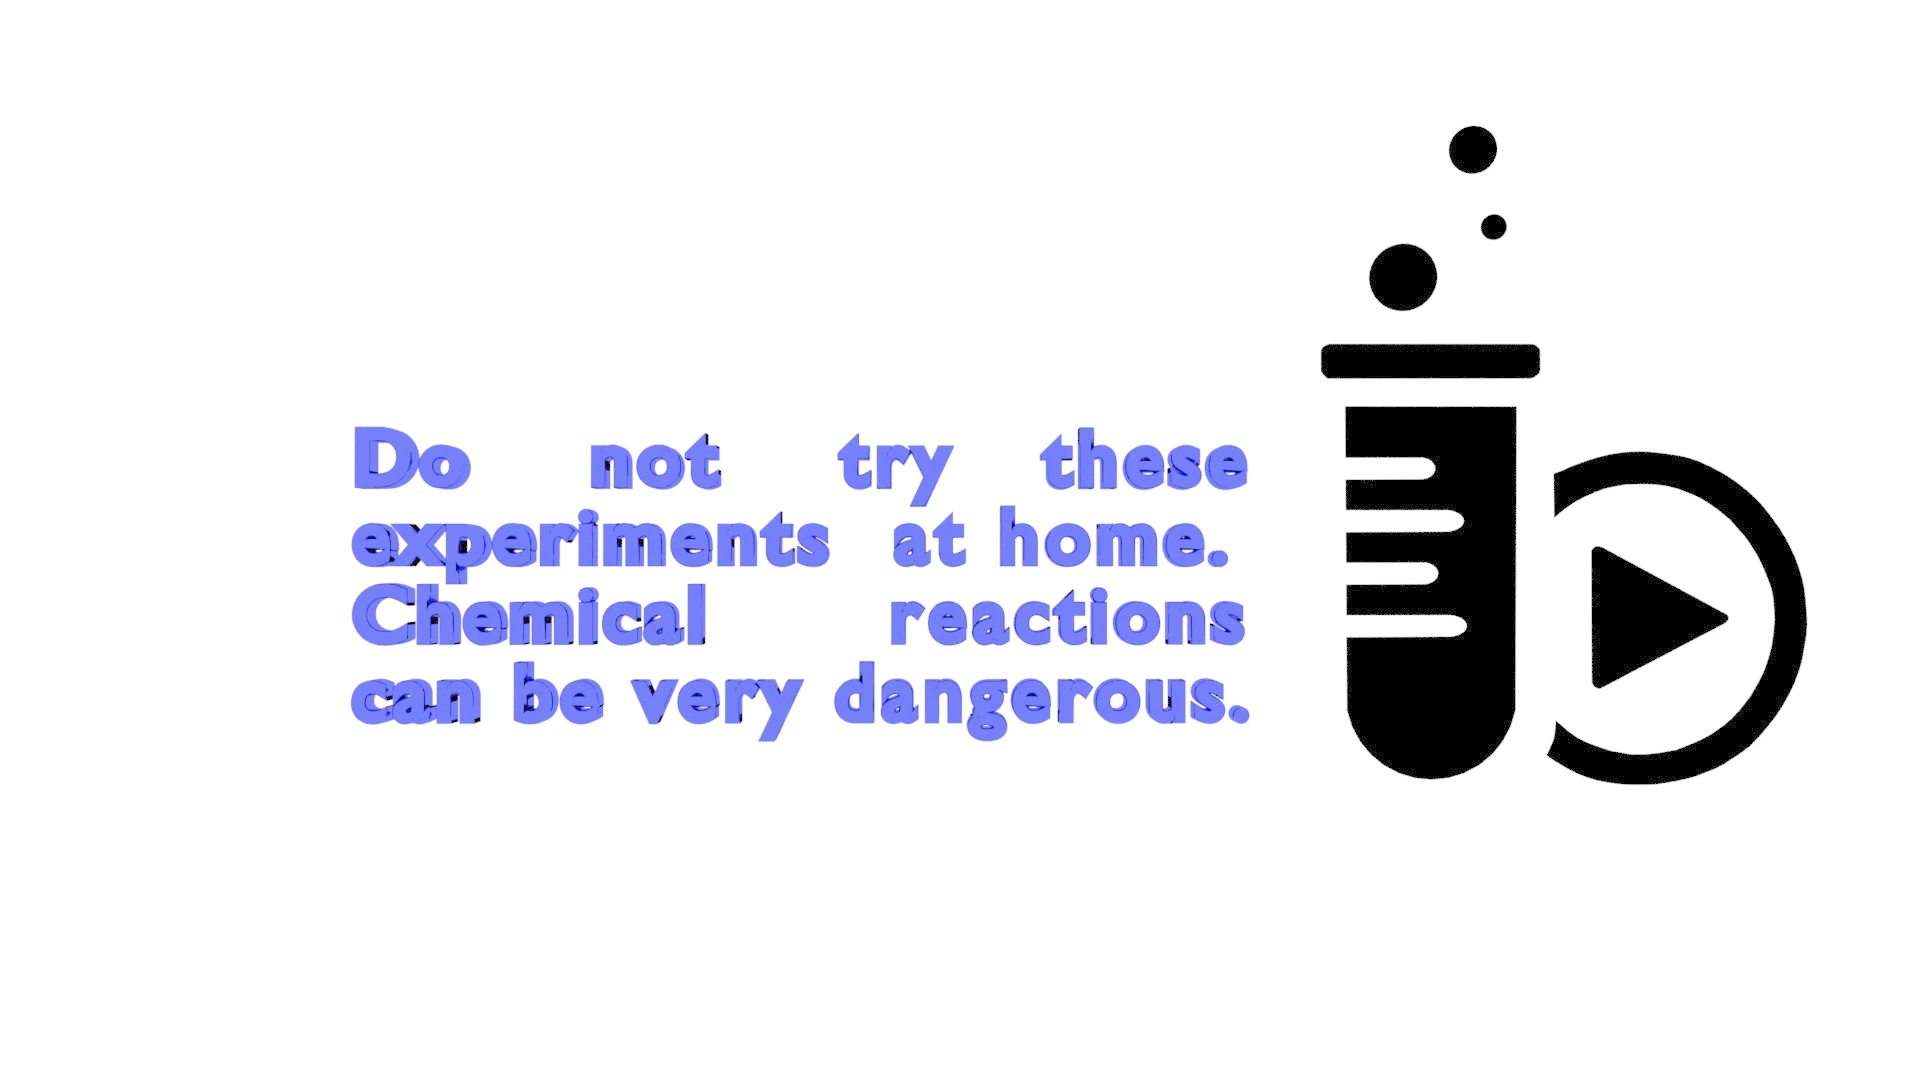 Do not try these
experiments at home.
Chemical reactions
can be very dangerous.